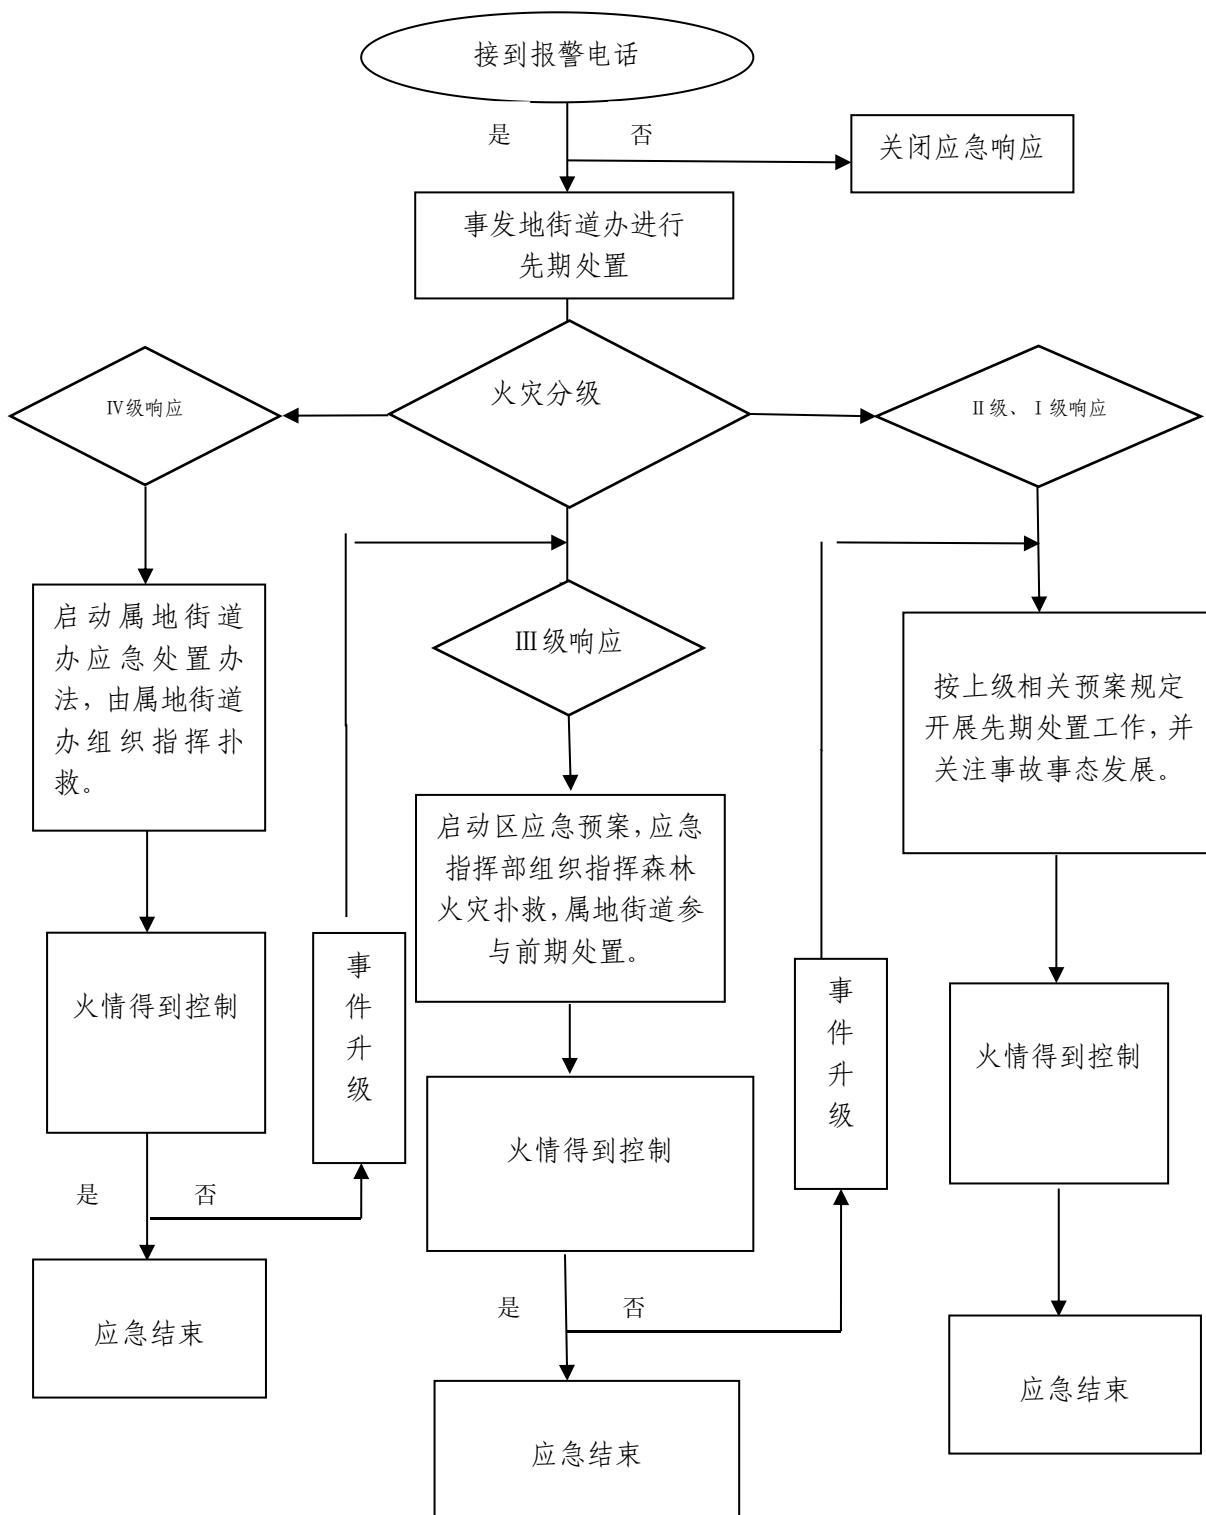 接到报警电话
是
否
关闭应急响应
事发地街道办进行
先期处置
火灾分级
Ⅳ级响应
Ⅱ级、Ⅰ级响应
启动属地街道
办应急处置办
法，由属地街道
办组织指挥扑
救。
Ⅲ级响应
按上级相关预案规定
开展先期处置工作，并
关注事故事态发展。
启动区应急预案，应急
指挥部组织指挥森林
火灾扑救，属地街道参
与前期处置。
火情得到控制
事
件
升
级
事
件
升
级
火情得到控制
火情得到控制
是
否
是
否
应急结束
应急结束
应急结束